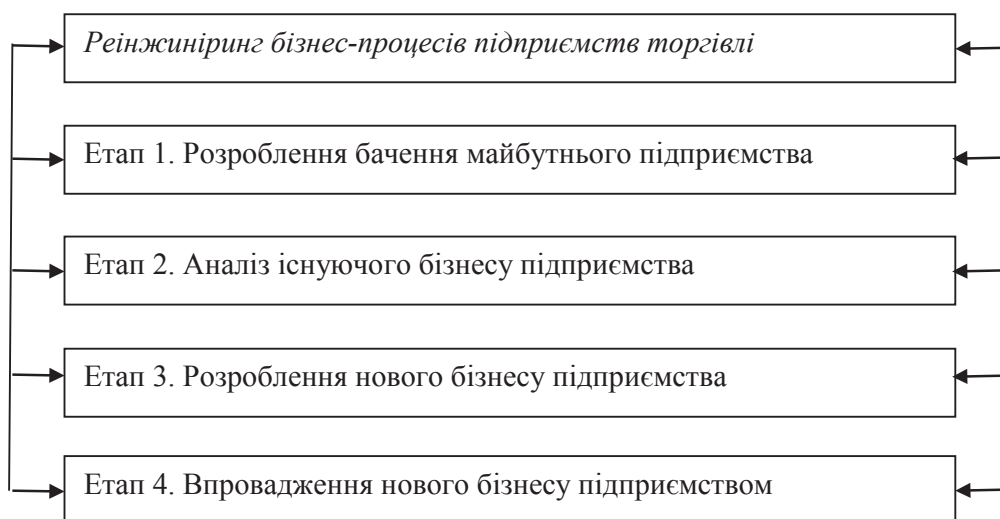 Реінжиніринг бізнес-процесів підприємств торгівлі
Етап 1. Розроблення бачення майбутнього підприємства
Етап 2. Аналіз існуючого бізнесу підприємства
Етап 3. Розроблення нового бізнесу підприємства
Етап 4. Впровадження нового бізнесу підприємством